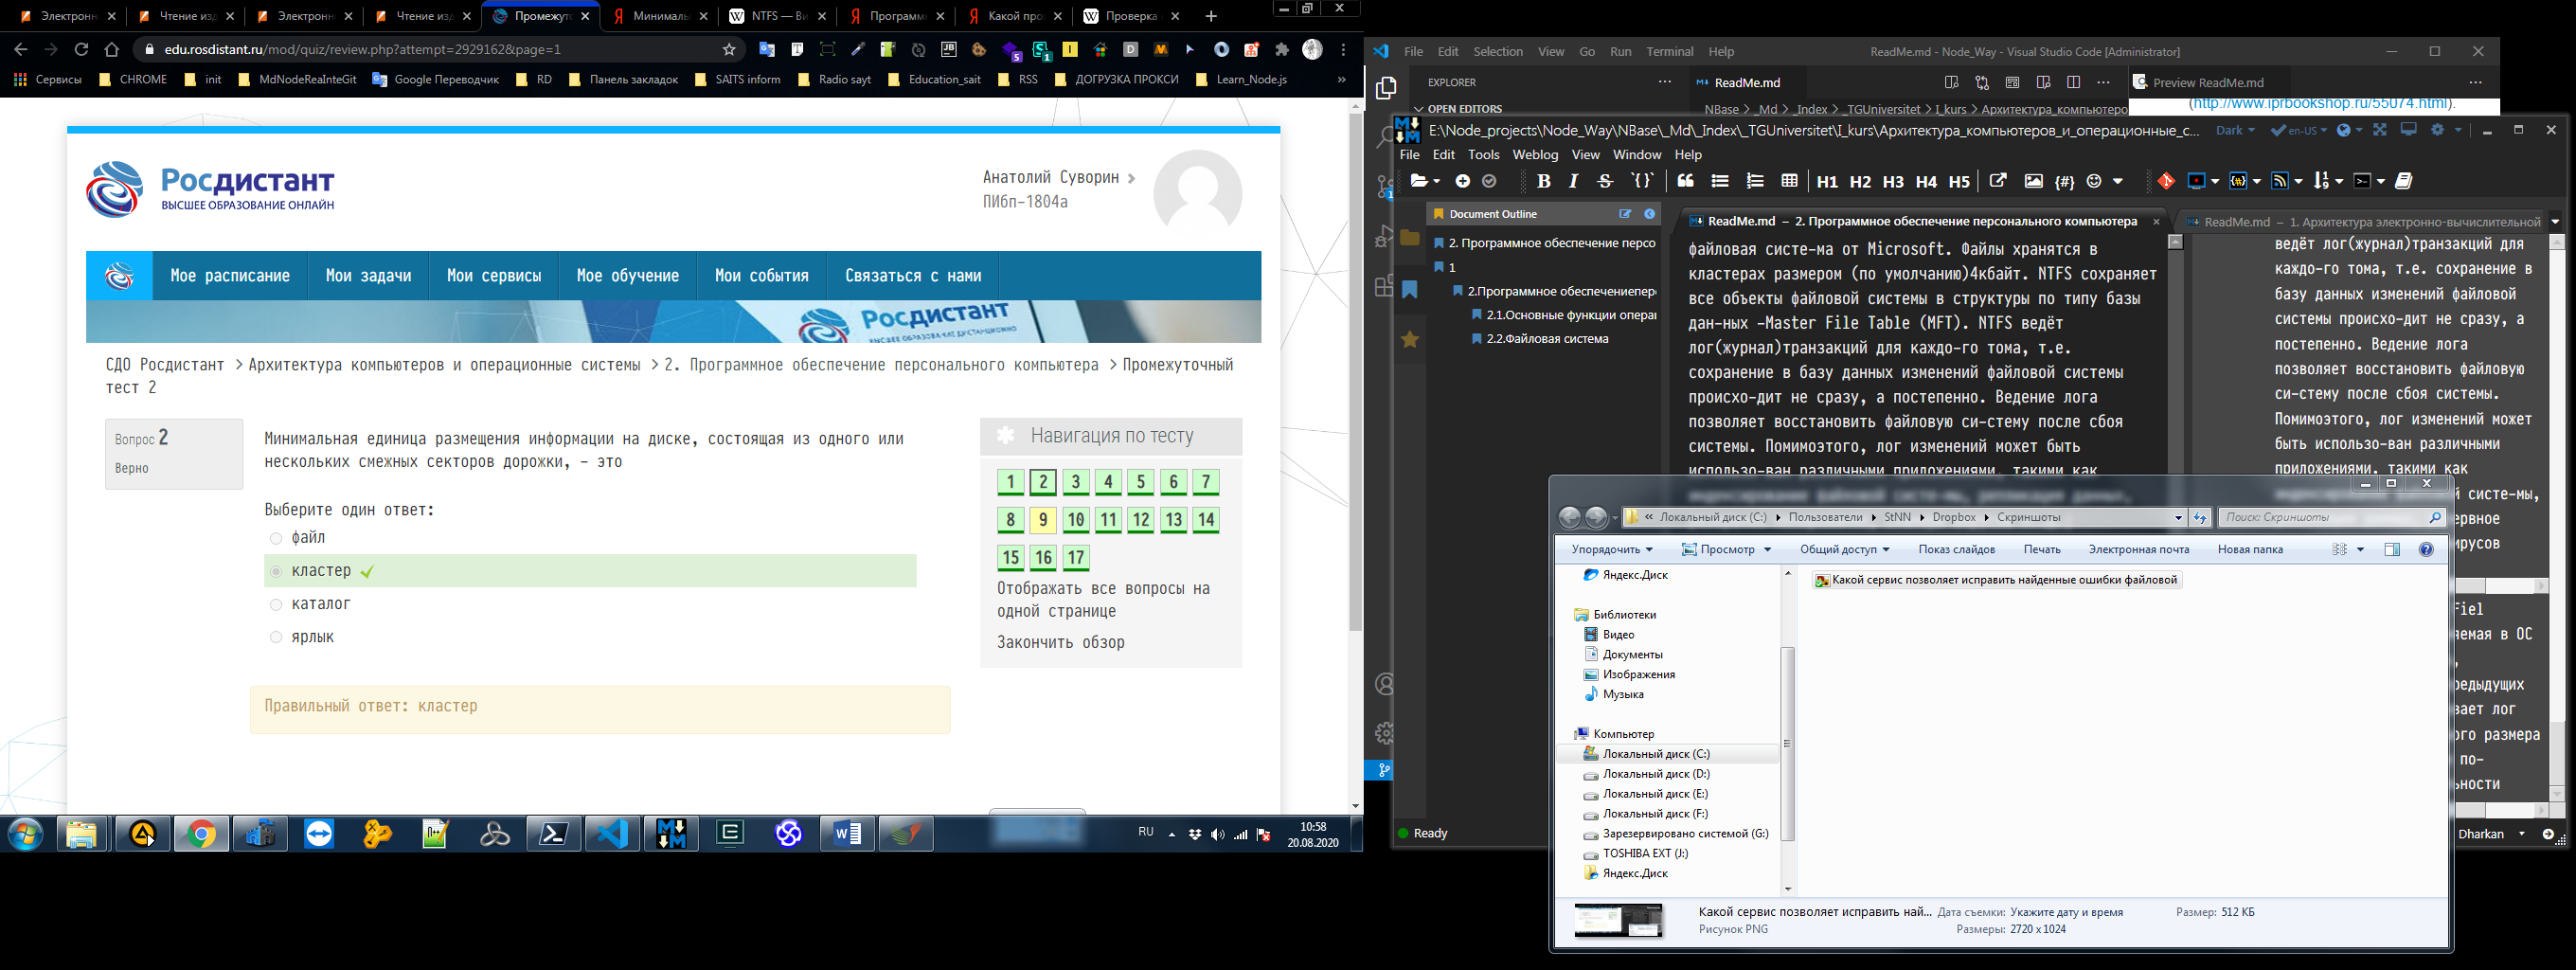 Электронн
Чтение изд
Электронн
Чтение изд
Промежуто
Минималь
NTFS — Ви
Программ
Какой про
Проверка
edu.rosdistant.ru/mod/quiz/review.php?attempt=2929162&page=1
Сервисы CHROME init MdNodeReaInteGit Google Переводчик RD Панель закладок SAITS inform Radio sayt Education_sait RSS ДОГРУЗКА ПРОКСИ Learn_Node.js »
Росдистант
ВЫСШЕЕ ОБРАЗОВАНИЕ ОНЛАЙН
Анатолий Суворин
ПИбп-1804а
Мое расписание Мои задачи Мои сервисы Мое обучение Мои события Связаться с нами
Росдистант
СДО Росдистант > Архитектура компьютеров и операционные системы > 2. Программное обеспечение персонального компьютера > Промежуточный
тест 2
Вопрос 2
Верно
Минимальная единица размещения информации на диске, состоящая из одного или
нескольких смежных секторов дорожки, – это
Выберите один ответ:
файл
кластер
каталог
ярлык
Правильный ответ: кластер
Навигация по тесту
1 2 3 4 5 6 7
8 9 10 11 12 13 14
15 16 17
Отображать все вопросы на
одной странице
Закончить обзор
RU
10:58
20.08.2020
File Edit Selection View Go Run Terminal Help
ReadMe.md - Node_Way - Visual Studio Code [Administrator]
EXPLORER
OPEN EDITORS
ReadMe.md
Preview ReadMe.md
NBase > _Md > _Index > _TGUniversitet > I_kurs > Архитектура_компьютеро
(http://www.iprbookshop.ru/55074.html).
E:\Node_projects\Node_Way\NBase\_Md\_Index\_TGUniversitet\I_kurs\Архитектура_компьютеров_и_операционные_с...
Dark
en-US
File Edit Tools Weblog View Window Help
B I S H1 H2 H3 H4 H5
Document Outline
2. Программное обеспечение персо
1
2.Программное обеспечениепер
2.1.Основные функции опера
2.2.Файловая система
ReadMe.md – 2. Программное обеспечение персонального компьютера
ReadMe.md – 1. Архитектура электронно-вычислительной
файловая систе-ма от Microsoft. Файлы хранятся в
кластерах размером (по умолчанию)4кбайт. NTFS сохраняет
все объекты файловой системы в структуры по типу базы
дан-ных -Master File Table (MFT). NTFS ведёт
лог(журнал)транзакций для каждо-го тома, т.е.
сохранение в базу данных изменений файловой системы
происхо-дит не сразу, а постепенно. Ведение лога
позволяет восстановить файловую си-стему после сбоя
системы. Помимоэтого, лог изменений может быть
использо-ван различными приложениями, такими как
ведёт лог(журнал)транзакций для
каждо-го тома, т.е. сохранение в
базу данных изменений файловой
системы происхо-дит не сразу, а
постепенно. Ведение лога
позволяет восстановить файловую
си-стему после сбоя системы.
Помимоэтого, лог изменений может
быть использо-ван различными
приложениями, такими как
систе-мы,
ервное
ирусов
Fiel
яемая в ОС
редыдущих
вает лог
ого размера
по-
ьности
Локальный диск (C:) Пользователи StNN Dropbox Скриншоты
Поиск: Скриншоты
Упорядочить Просмотр Общий доступ Показ слайдов Печать Электронная почта Новая папка
Яндекс.Диск
Библиотеки
Видео
Документы
Изображения
Музыка
Компьютер
Локальный диск (C:)
Локальный диск (D:)
Локальный диск (E:)
Локальный диск (F:)
Зарезервировано системой (G:)
TOSHIBA EXT (J:)
Яндекс.Диск
Какой сервис позволяет исправить найденные ошибки файловой
Какой сервис позволяет исправить най... Дата съемки: Укажите дату и время Размер: 512 КБ
Рисунок PNG Размеры: 2720 x 1024
Ready
Dharkan